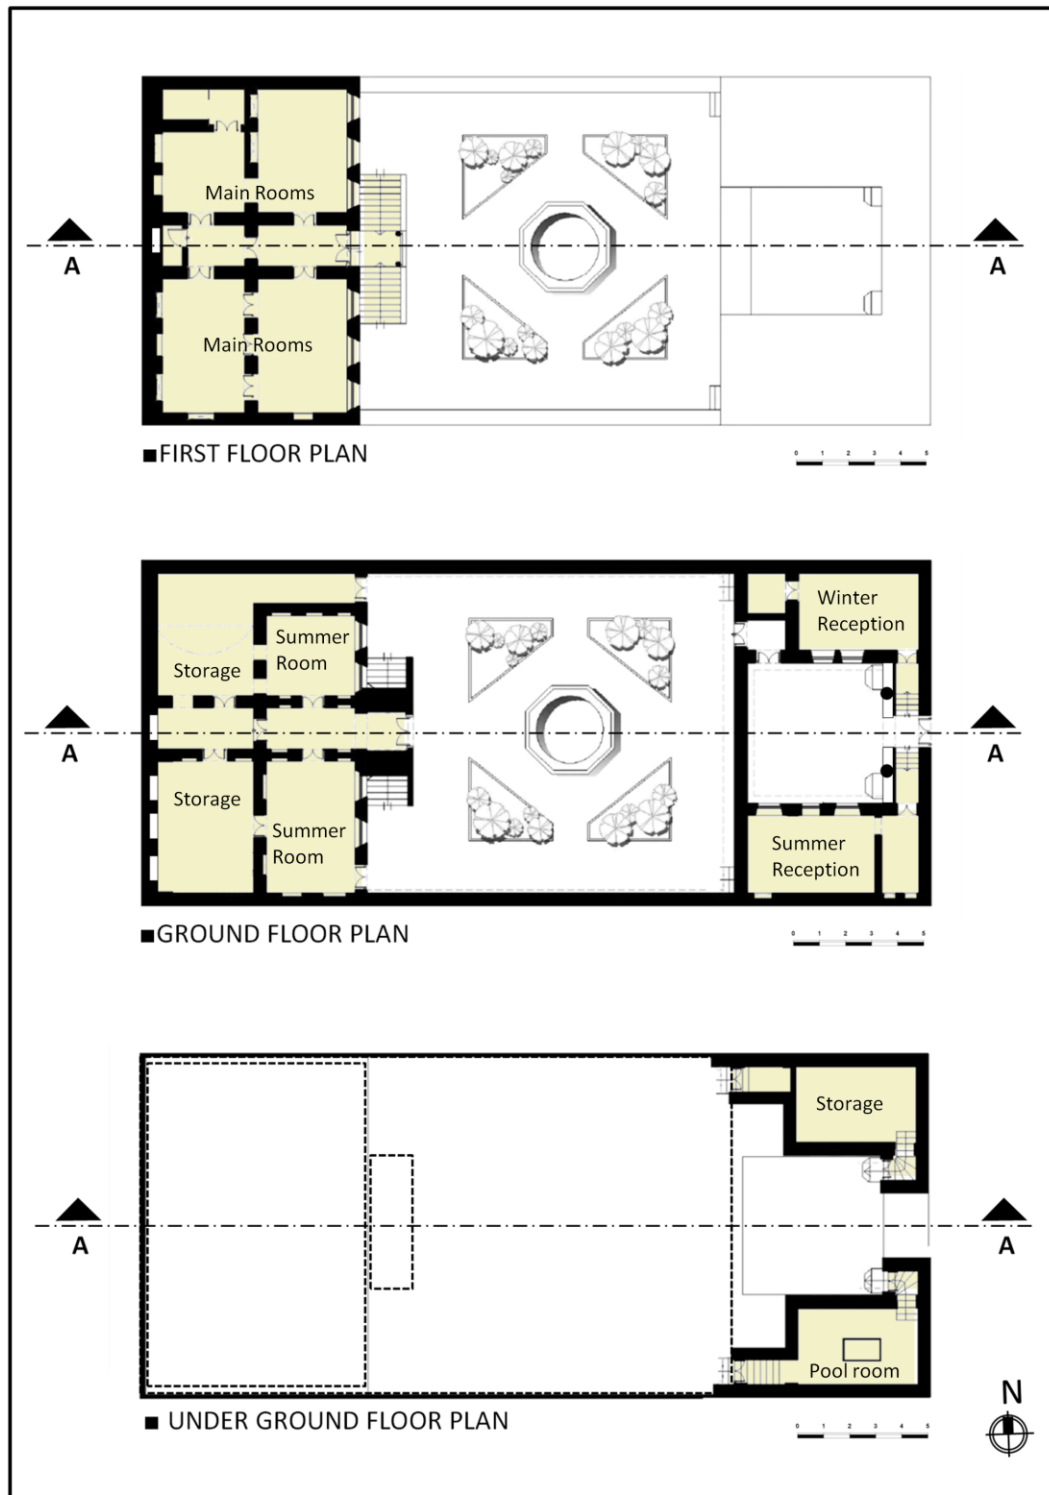 Main Rooms
A
A
Main Rooms
■FIRST FLOOR PLAN
0 1 2 3 4 5
Winter
Reception
Summer
Room
Storage
A
A
Storage
Summer
Room
Summer
Reception
■GROUND FLOOR PLAN
0 1 2 3 4 5
Storage
A
A
Pool room
N
■ UNDER GROUND FLOOR PLAN
0 1 2 3 4 5